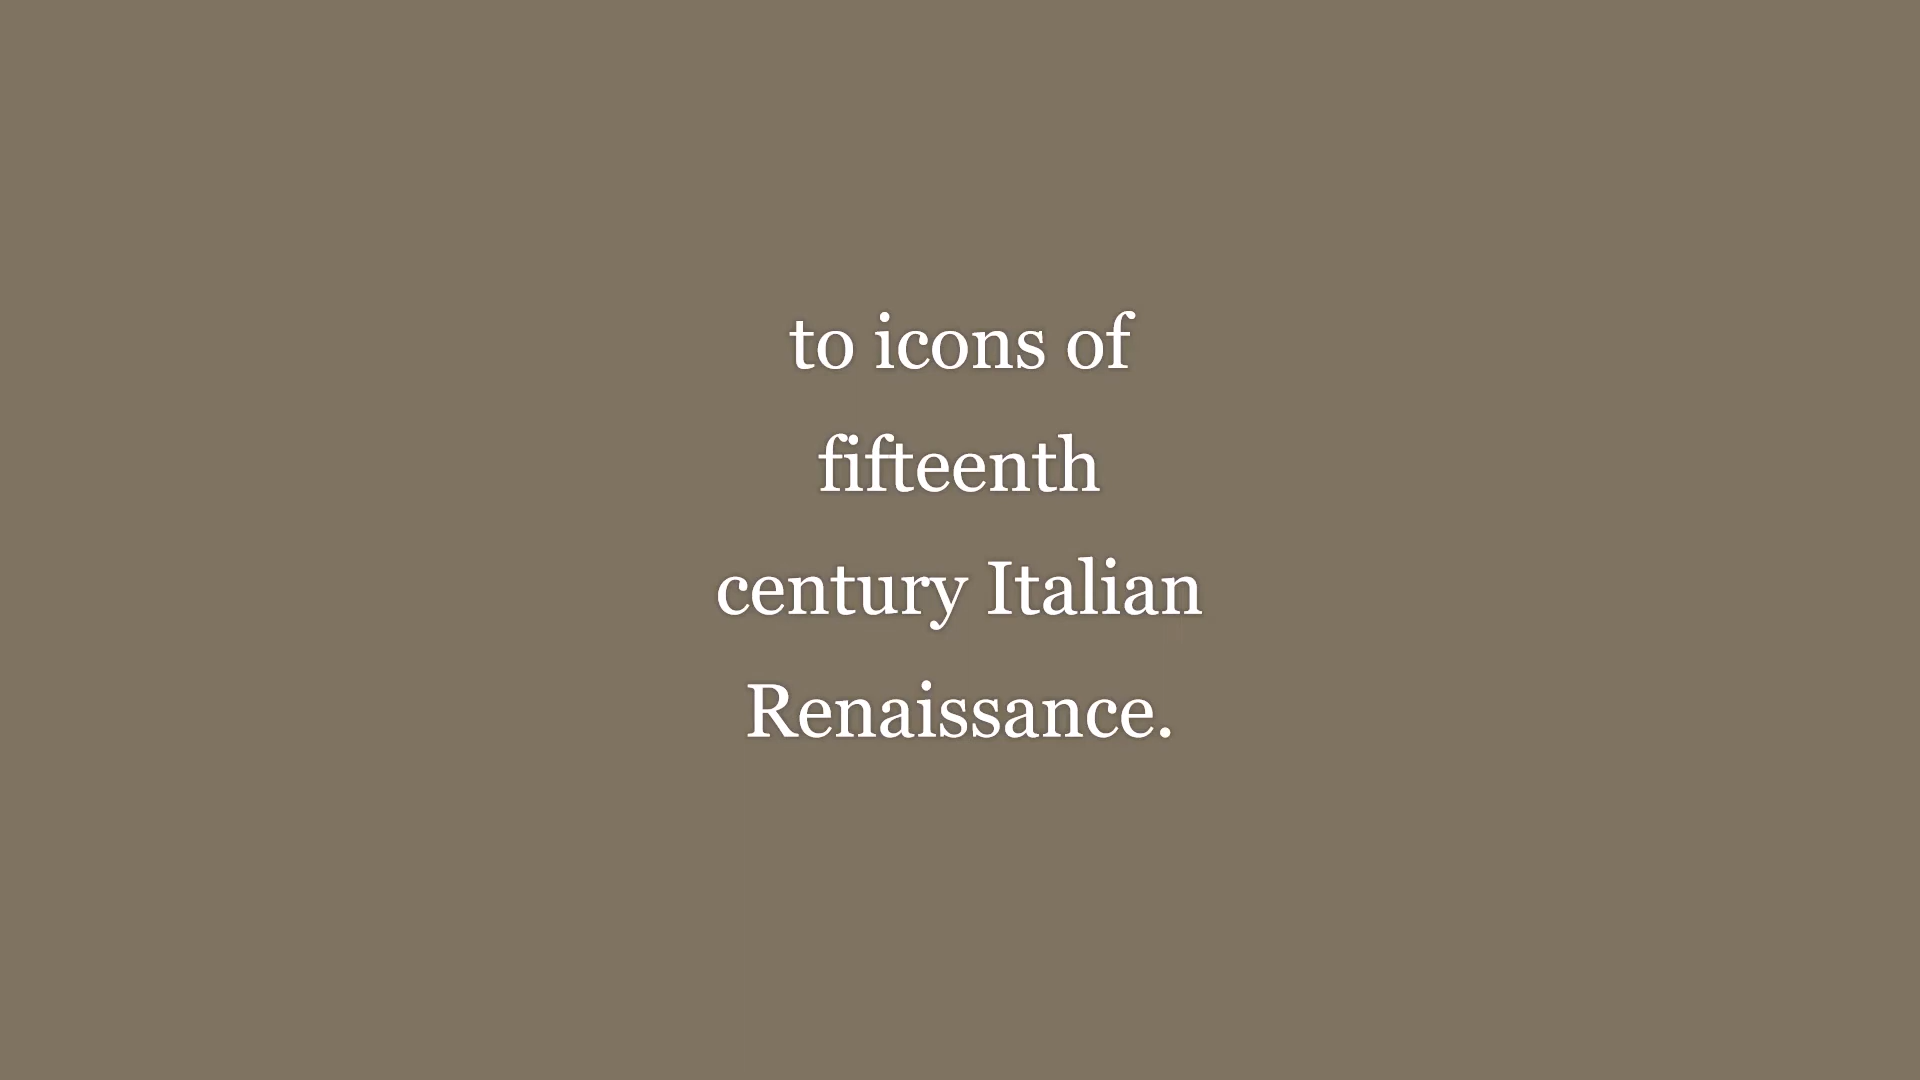 to icons of
fifteenth
century Italian
Renaissance.